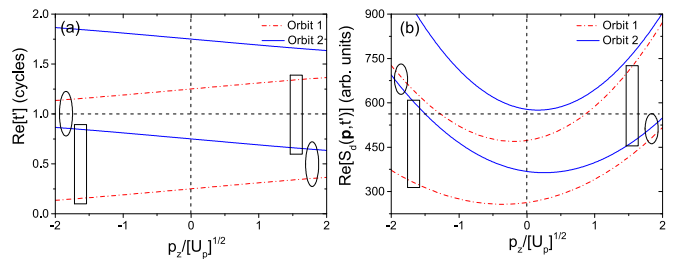 (a)
Orbit 1
Orbit 2
Re[t'] (cycles)
2.0
1.5
1.0
0.5
0.0
-2
-1
0
1
2
p_z/[U_p]^{1/2}
(b)
Orbit 1
Orbit 2
Re[S_d(p,t')] (arb. units)
900
750
600
450
300
-2
-1
0
1
2
p_z/[U_p]^{1/2}